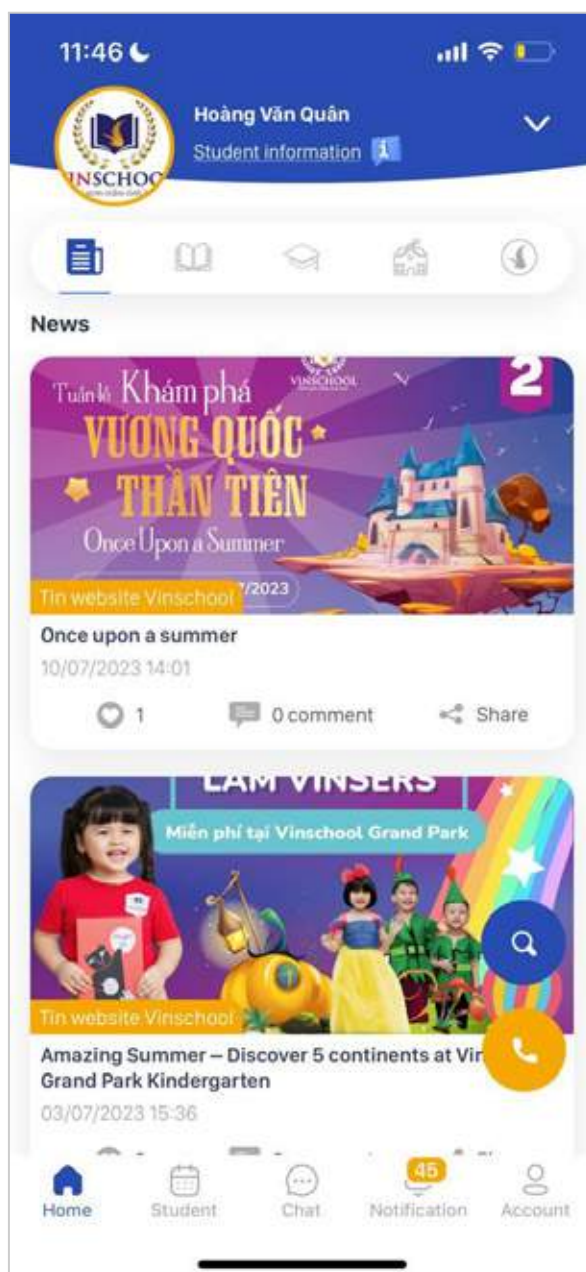 11:46
Hoàng Văn Quân
Student information
VINSCHOOL
News
Tuần lễ Khám phá
VINSCHOOL
2
VƯƠNG QUỐC
THẦN TIÊN
Once Upon a Summer
/2023
Tin website Vinschool
Once upon a summer
10/07/2023 14:01
1
0 comment
Share
LÀM VINSERS
Miễn phí tại Vinschool Grand Park
Tin website Vinschool
Amazing Summer – Discover 5 continents at Vin
Grand Park Kindergarten
03/07/2023 15:36
45
Home
Student
Chat
Notification
Account